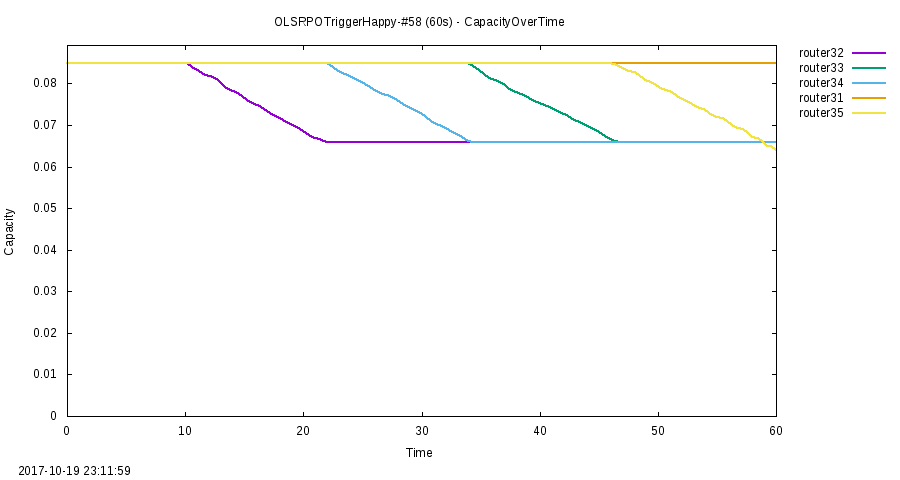 OLSRPOTriggerHappy-#58 (60s) - CapacityOverTime
router32
router33
router34
router31
router35
0.08
0.07
0.06
0.05
0.04
0.03
0.02
0.01
0
Capacity
0 10 20 30 40 50 60
Time
2017-10-19 23:11:59